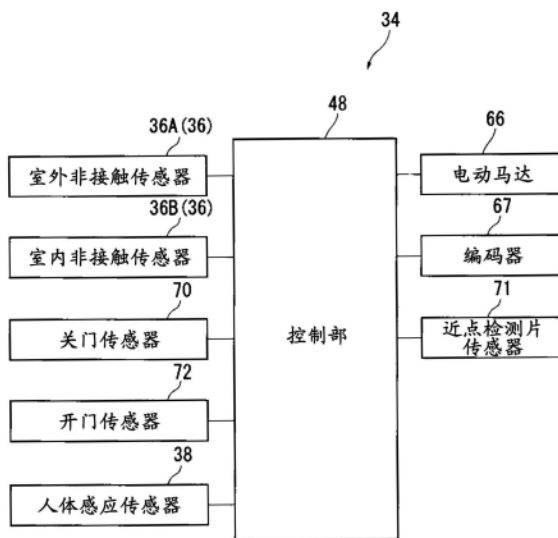 34
48
36A(36)
室外非接触传感器
36B(36)
室内非接触传感器
70
关门传感器
72
开门传感器
38
人体感应传感器
控制部
66
电动马达
67
编码器
71
近点检测片
传感器